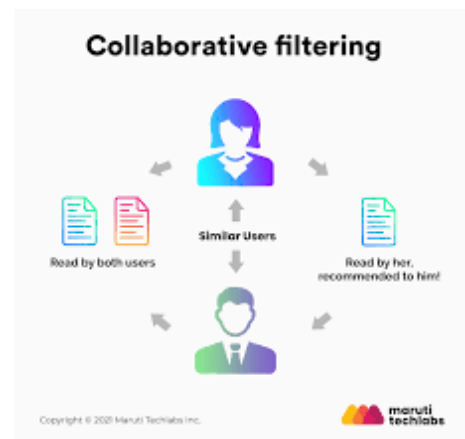 Collaborative filtering
Similar Users
Read by both users
Read by her,
recommended to him!
Copyright © 2021 Maruti Techlabs Inc.
maruti
techlabs